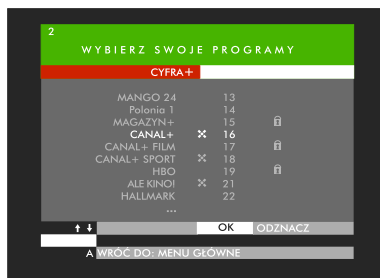 2
WYBIERZ SWOJE PROGRAMY
CYFRA+
MANGO 24 13
Polonia 1 14
MAGAZYN+ 15
CANAL+ 16
CANAL+ FILM 17
CANAL+ SPORT 18
HBO 19
ALE KINO! 21
HALLMARK 22
...
OK ODZNACZ
A WRÓĆ DO: MENU GŁÓWNE